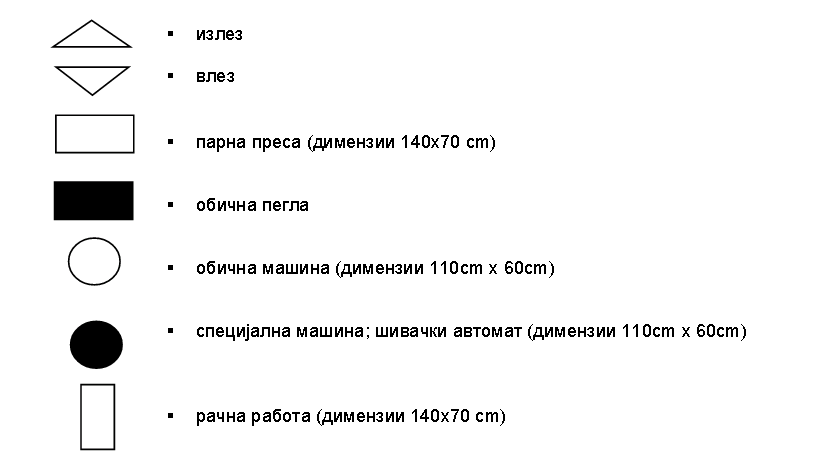 ▪ излез
▪ влез
▪ парна преса (димензии 140x70 cm)
▪ обична пегла
▪ обична машина (димензии 110cm x 60cm)
▪ специјална машина; шивачки автомат (димензии 110cm x 60cm)
▪ рачна работа (димензии 140x70 cm)